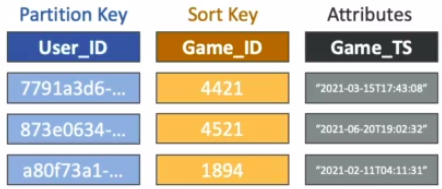 Partition Key Sort Key Attributes
User_ID Game_ID Game_TS
7791a3d6-... 4421 "2021-03-15T17:43:08"
873e0634-... 4521 "2021-06-20T19:02:32"
a80f73a1-... 1894 "2021-02-11T04:11:31"